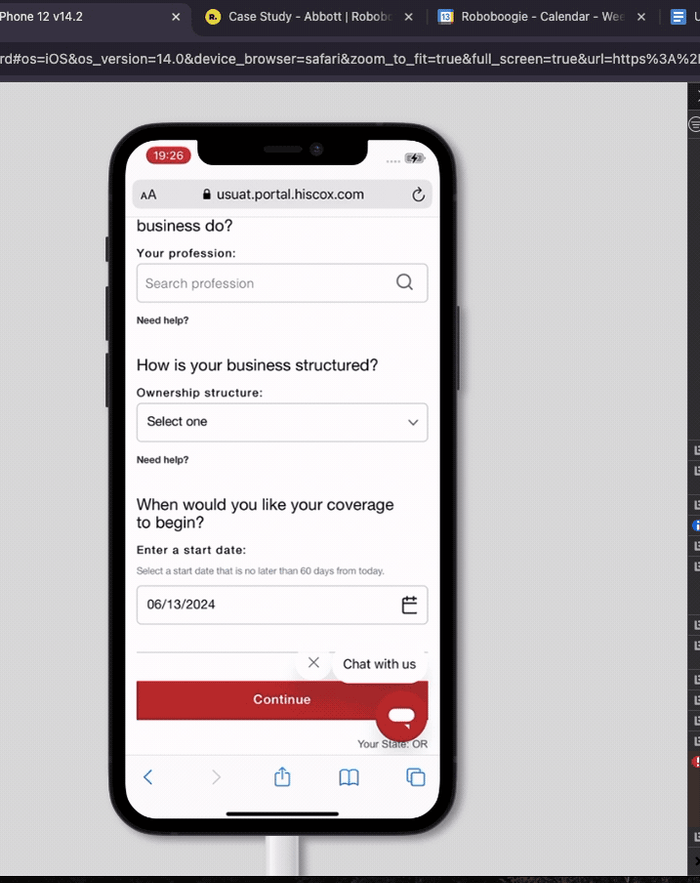 Phone 12 v14.2
Case Study - Abbott | Robob
13
Roboboogie - Calendar - Wee
rd#os=iOS&os_version=14.0&device_browser=safari&zoom_to_fit=true&full_screen=true&url=https%3A%2
19:26
AA
usuat.portal.hiscox.com
business do?
Your profession:
Search profession
Need help?
How is your business structured?
Ownership structure:
Select one
Need help?
When would you like your coverage
to begin?
Enter a start date:
Select a start date that is no later than 60 days from today.
06/13/2024
Chat with us
Continue
Your State: OR